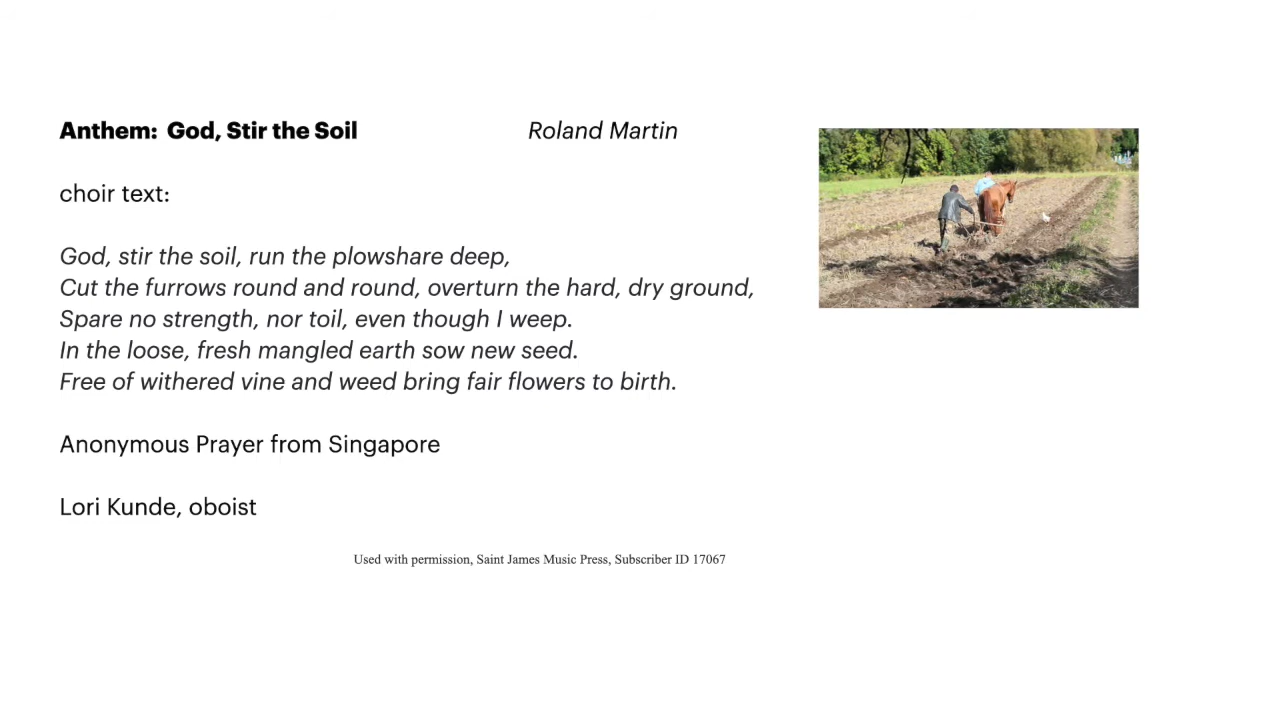 Anthem:  God, Stir the Soil Roland Martin
choir text:
God, stir the soil, run the plowshare deep,
Cut the furrows round and round, overturn the hard, dry ground,
Spare no strength, nor toil, even though I weep.
In the loose, fresh mangled earth sow new seed.
Free of withered vine and weed bring fair flowers to birth.
Anonymous Prayer from Singapore
Lori Kunde, oboist
Used with permission, Saint James Music Press, Subscriber ID 17067